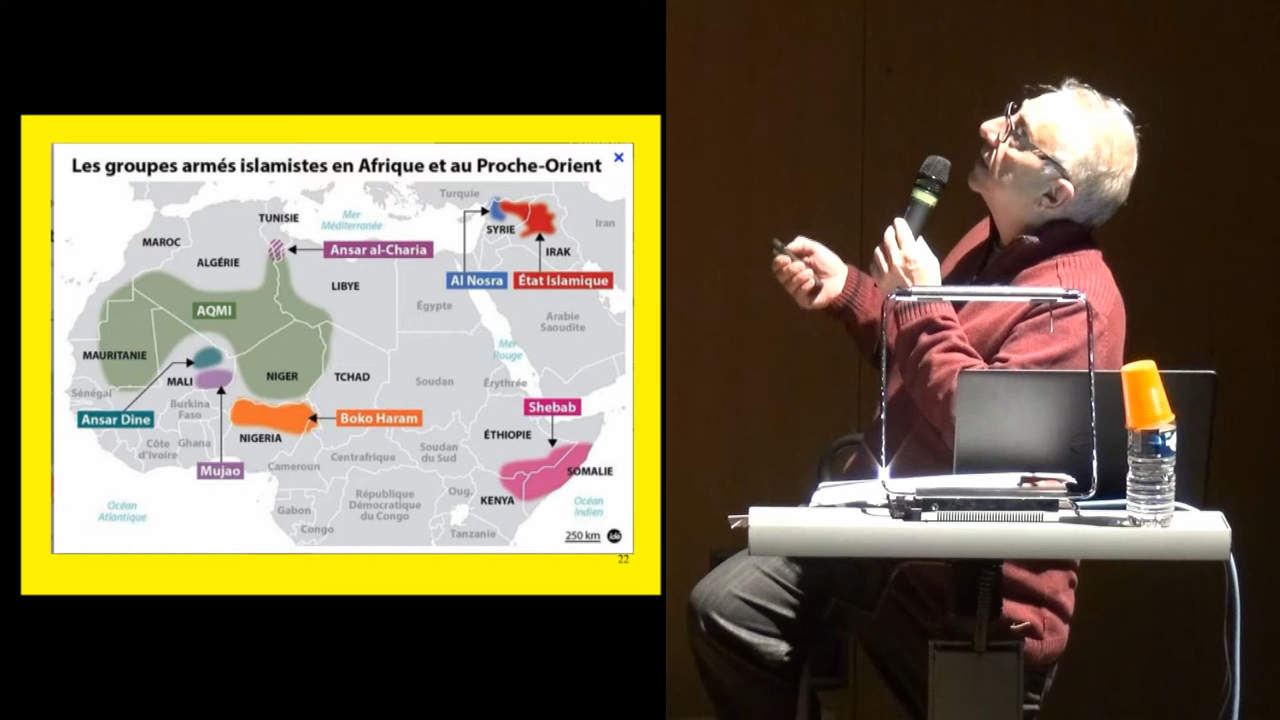 Les groupes armés islamistes en Afrique et au Proche-Orient
Turquie
TUNISIE
Mer
Méditerranée
SYRIE
Iran
MAROC
Ansar al-Charia
IRAK
ALGÉRIE
Al Nosra
État Islamique
LIBYE
Égypte
AQMI
Arabie
Saoudite
Mer
Rouge
MAURITANIE
MALI
NIGER
TCHAD
Soudan
Érythrée
Sénégal
Burkina
Faso
Ansar Dine
Boko Haram
Shebab
NIGERIA
ÉTHIOPIE
Côte
d'Ivoire
Ghana
Soudan
du Sud
Centrafrique
Mujao
Cameroun
SOMALIE
KENYA
Oug.
République
Démocratique
du Congo
Gabon
Congo
Océan
Atlantique
Océan
Indien
Tanzanie
250 km
idé
22